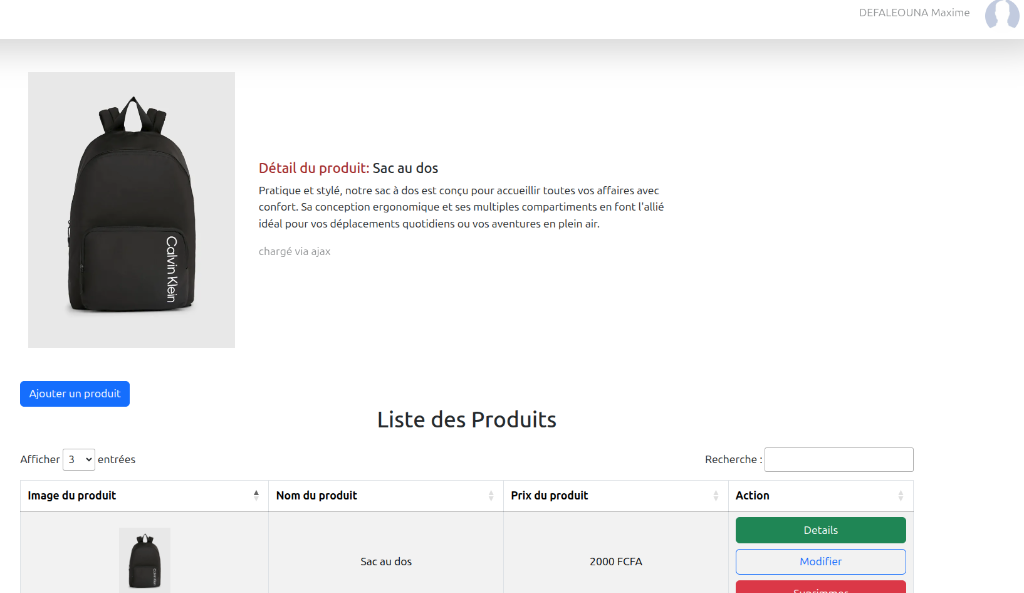 DEFALEOUNA Maxime
Calvin Klein
Détail du produit: Sac au dos
Pratique et stylé, notre sac à dos est conçu pour accueillir toutes vos affaires avec
confort. Sa conception ergonomique et ses multiples compartiments en font l'allié
idéal pour vos déplacements quotidiens ou vos aventures en plein air.
chargé via ajax
Ajouter un produit
Liste des Produits
Afficher 3 entrées
Recherche :
Image du produit Nom du produit Prix du produit Action
Calvin Klein
Sac au dos 2000 FCFA
Details
Modifier
Supprimmer